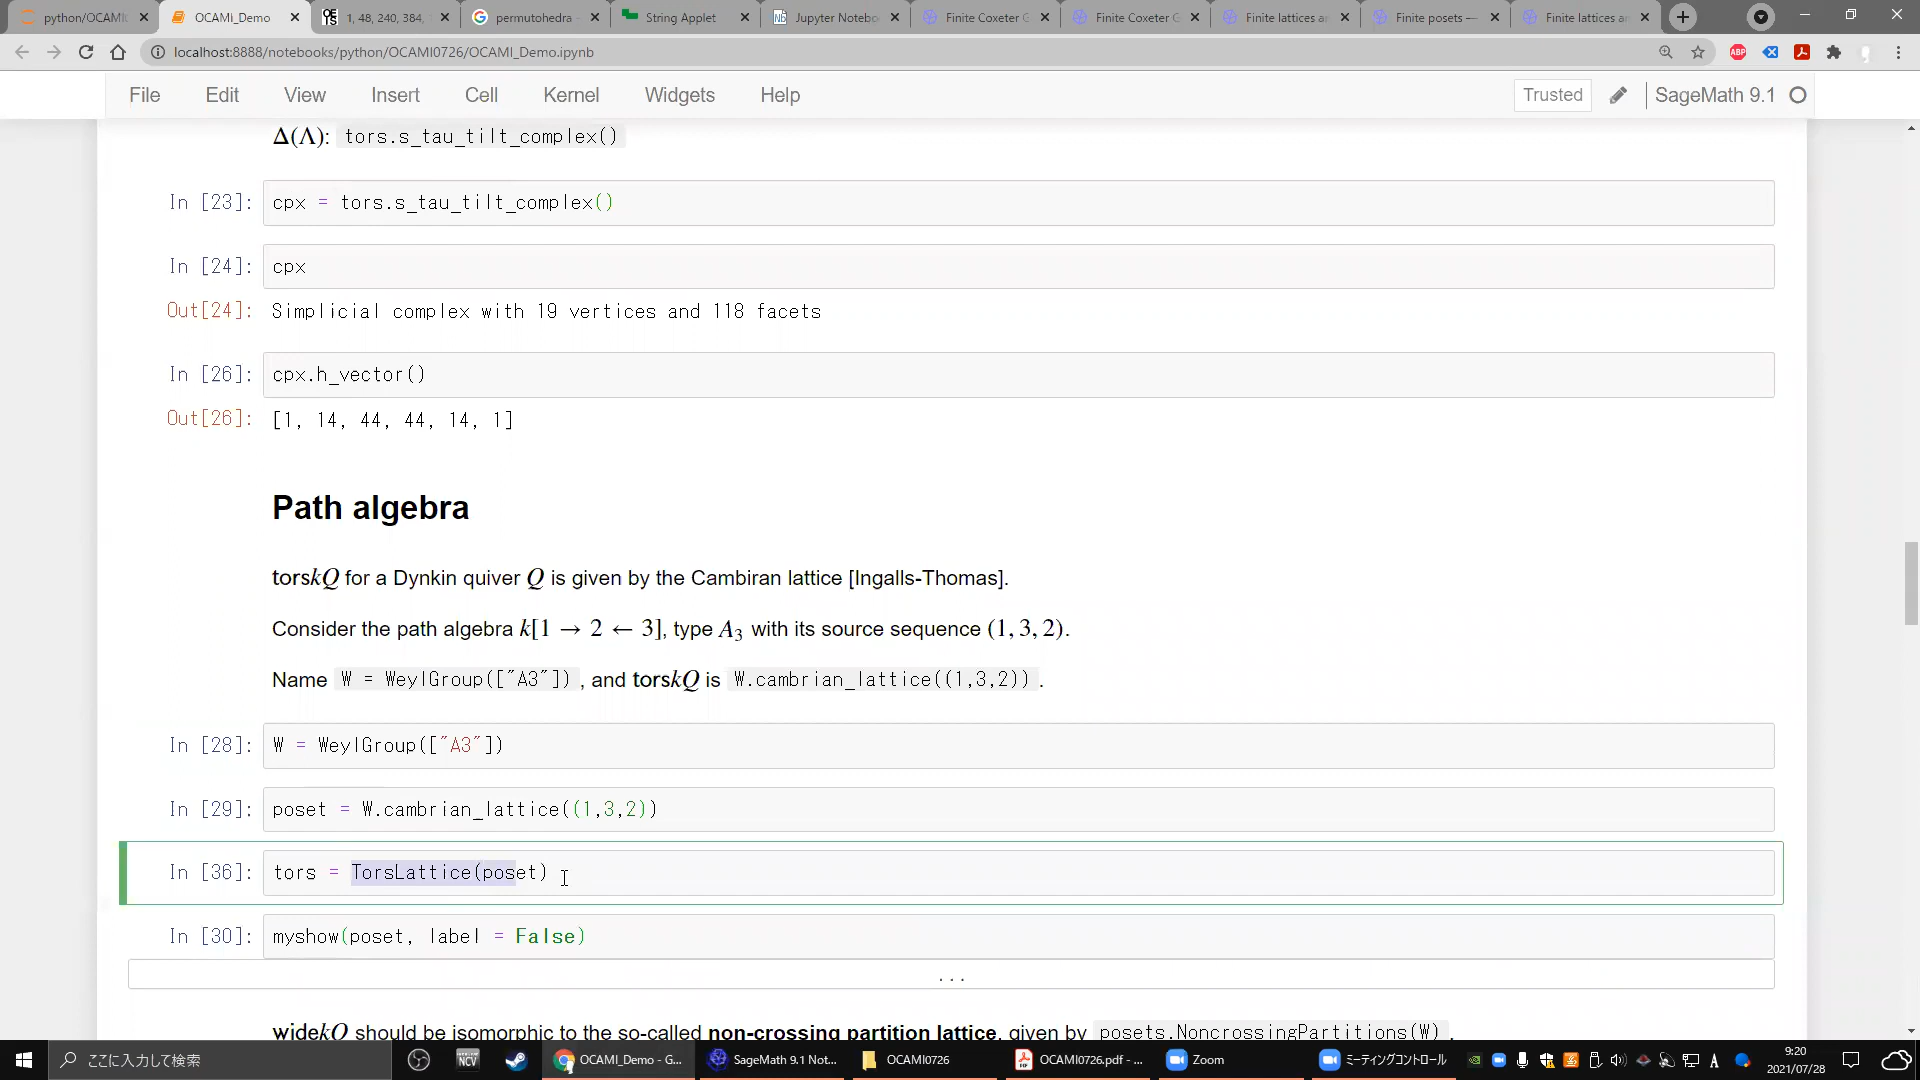 python/OCAMI
OCAMi_Demo
1, 48, 240, 384,
permutohedra
String Applet
Jupyter Notebo
Finite Coxeter G
Finite Coxeter G
Finite lattices a
Finite posets —
Finite lattices a
localhost:8888/notebooks/python/OCAMI0726/OCAMI_Demo.ipynb
File Edit View Insert Cell Kernel Widgets Help Trusted SageMath 9.1
Δ(Λ): tors.s_tau_tilt_complex()
In [23]: cpx = tors.s_tau_tilt_complex()
In [24]: cpx
Out[24]: Simplicial complex with 19 vertices and 118 facets
In [26]: cpx.h_vector()
Out[26]: [1, 14, 44, 44, 14, 1]
Path algebra
torskQ for a Dynkin quiver Q is given by the Cambiran lattice [Ingalls-Thomas].
Consider the path algebra k[1 → 2 ← 3], type A3 with its source sequence (1, 3, 2).
Name W = WeylGroup(["A3"]) , and torskQ is W.cambrian_lattice((1,3,2)) .
In [28]: W = WeylGroup(["A3"])
In [29]: poset = W.cambrian_lattice((1,3,2))
In [36]: tors = TorsLattice(poset)
In [30]: myshow(poset, label = False)
...
widekQ should be isomorphic to the so-called non-crossing partition lattice, given by posets.NoncrossingPartitions(W) .
ここに入力して検索
OCAMI_Demo - G...
SageMath 9.1 Not...
OCAMI0726
OCAMI0726.pdf - ...
Zoom
ミーティングコントロール
A
9:20
2021/07/28